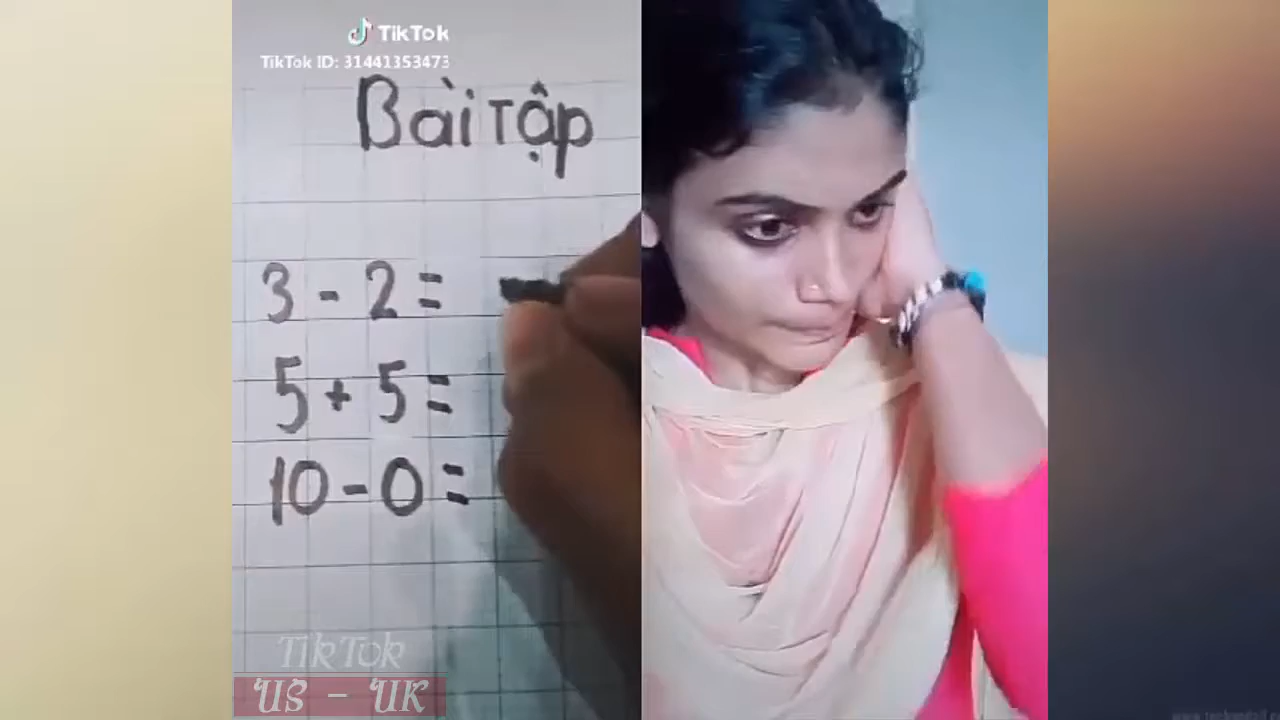 TikTok
TikTok ID: 31441353473
Bài Tập
3 - 2 =
5 + 5 =
10 - 0 =
TikTok
US - UK